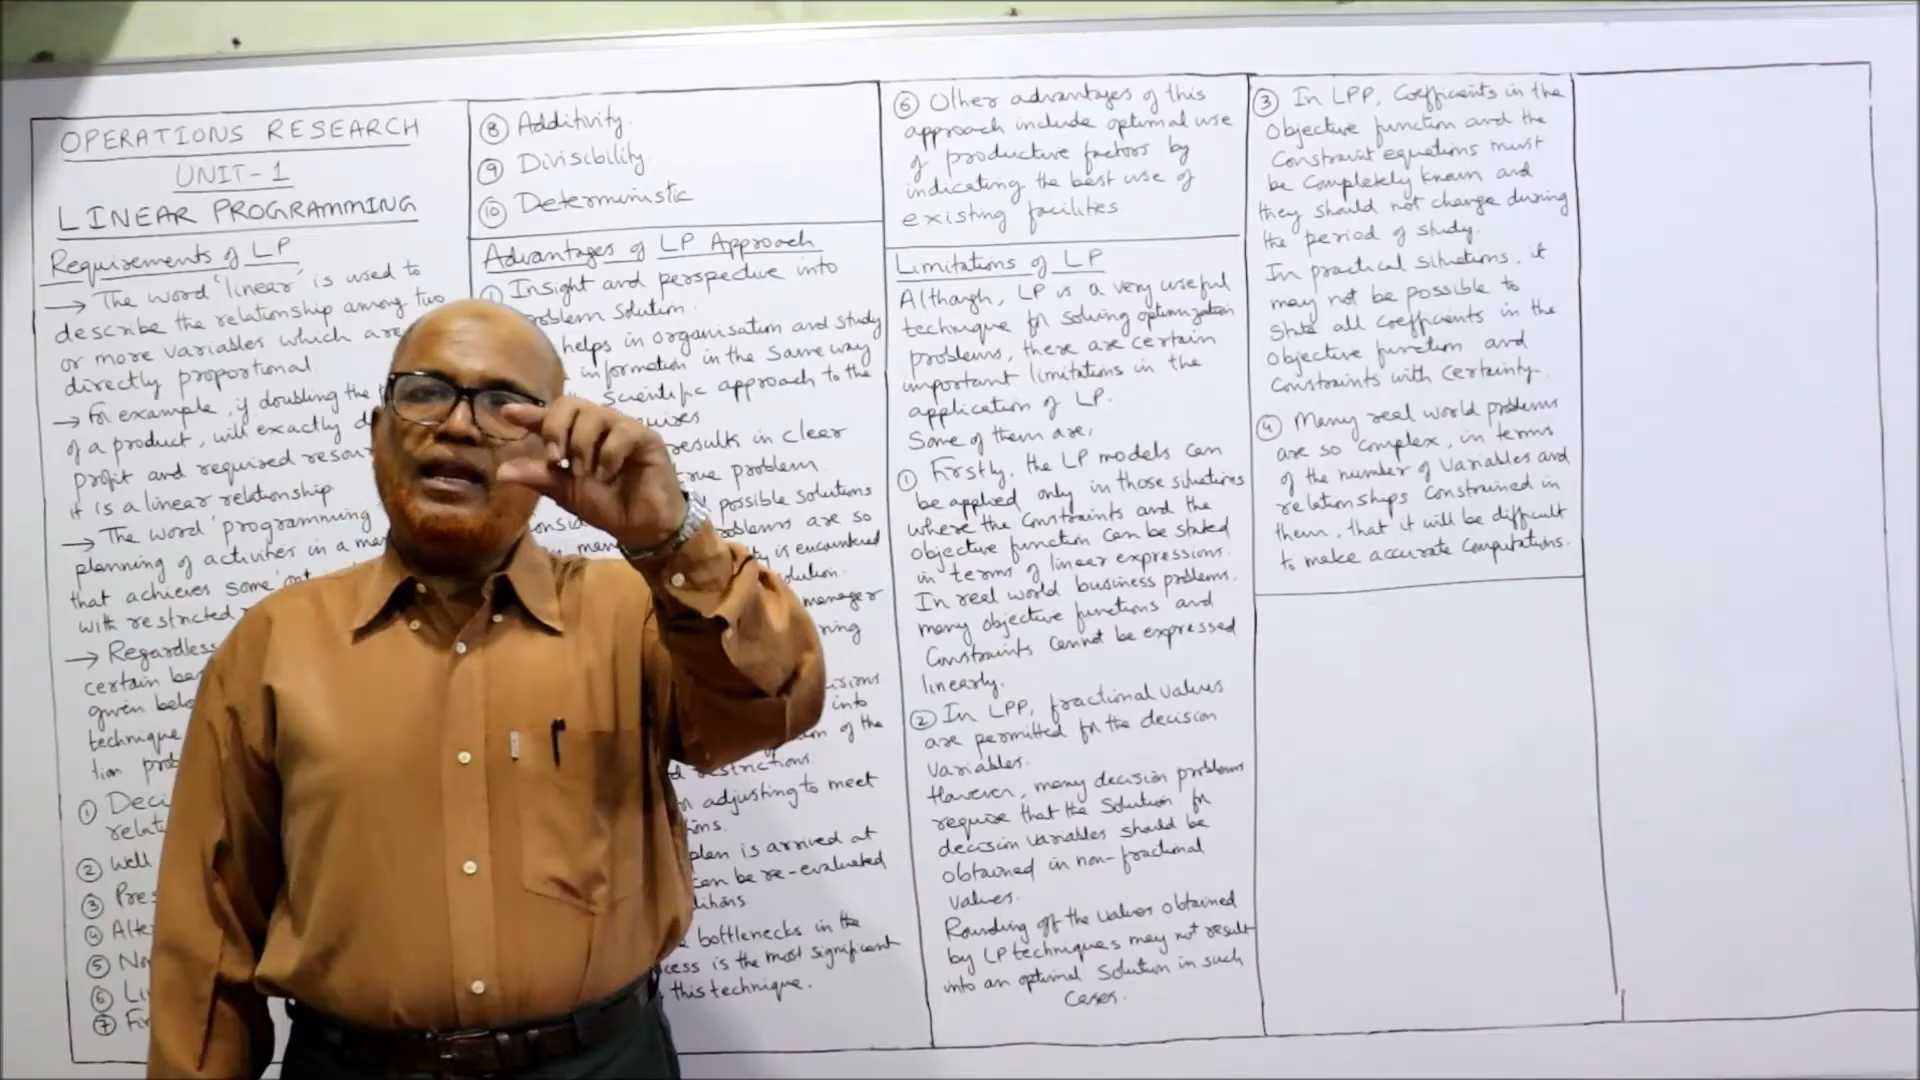 OPERATIONS RESEARCH
UNIT-1
LINEAR PROGRAMMING
Requirements of LP
→ The word 'linear' is used to
describe the relationship among two
or more variables which are
directly proportional
→ For example, if doubling the
of a product, will exactly
profit and required
it is a linear relationship
→ The word 'programming
planning of activities in a
that achieves some
with restricted
→ Regardless
certain
given
technique
tion
①
②  Well
③
④
⑤
⑥
⑦
⑧ Additivity.
⑨ Divisibility.
⑩ Deterministic
Advantages of LP Approach
① Insight and perspective into
problem solution.
helps in organisation and study
information in the same way
scientific approach to the
results in clear
true problem.
possible solutions
problems are so
is encountered
manager
into
of the
restrictions
adjusting to meet
plan is arrived at
can be re-evaluated
bottlenecks in the
is the most significant
this technique.
⑥ Other advantages of this
approach include optimal use
of productive factors by
indicating the best use of
existing facilities
Limitations of LP
Although, LP is a very useful
technique for solving optimization
problems, there are certain
important limitations in the
application of LP.
Some of them are,
① Firstly, the LP models can
be applied only in those situations
where the constraints and the
objective function can be stated
in terms of linear expressions.
In real world business problems.
many objective functions and
constraints cannot be expressed
linearly.
② In LPP, fractional values
are permitted for the decision
variables.
However, many decision problems
require that the solution for
decision variables should be
obtained in non-fractional
values.
Rounding off the values obtained
by LP techniques may not result
into an optimal solution in such
cases.
③ In LPP, coefficients in the
objective function and the
constraint equations must
be completely known and
they should not change during
the period of study.
In practical situations, it
may not be possible to
state all coefficients in the
objective function and
constraints with certainty.
④ Many real world problems
are so complex, in terms
of the number of variables and
relationships constrained in
them, that it will be difficult
to make accurate computations.